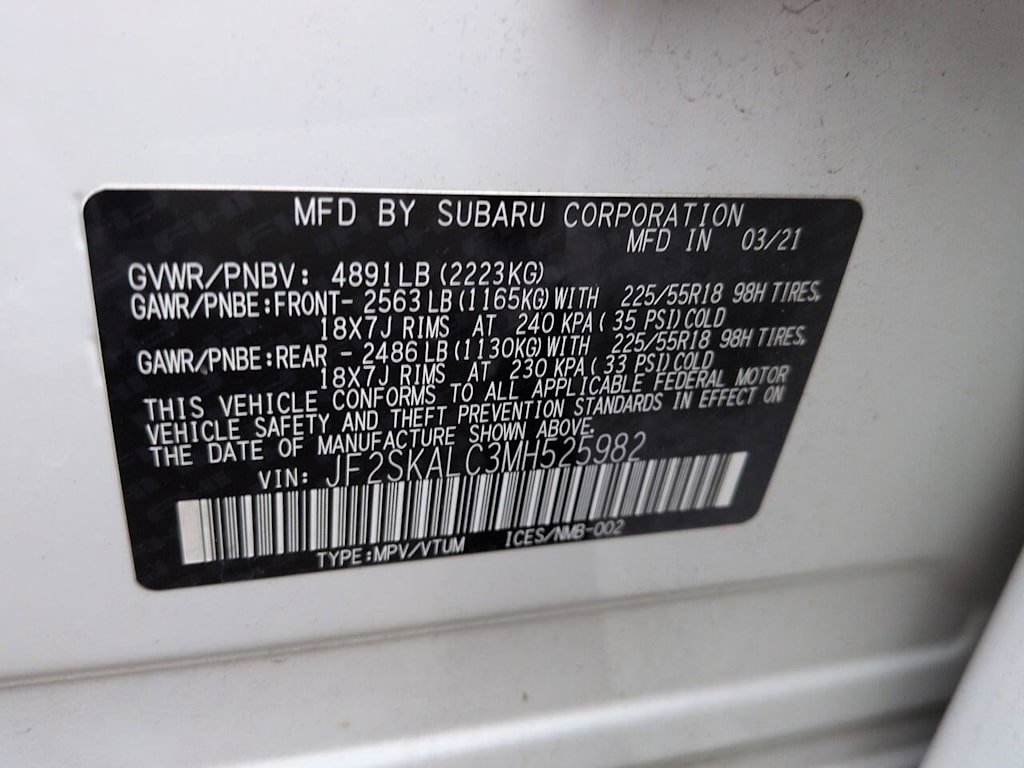 MFD BY SUBARU CORPORATION
MFD IN 03/21
GVWR/PNBV: 4891LB (2223KG)
GAWR/PNBE:FRONT- 2563 LB (1165KG) WITH 225/55R18 98H TIRES,
18X7J RIMS AT 240 KPA ( 35 PSI) COLD
GAWR/PNBE:REAR - 2486 LB (1130KG) WITH 225/55R18 98H TIRES,
18X7J RIMS AT 230 KPA ( 33 PSI) COLD
THIS VEHICLE CONFORMS TO ALL APPLICABLE FEDERAL MOTOR
VEHICLE SAFETY AND THEFT PREVENTION STANDARDS IN EFFECT ON
THE DATE OF MANUFACTURE SHOWN ABOVE.
VIN: JF2SKALC3MH525982
TYPE:MPV/VTUM ICES/NMB-002